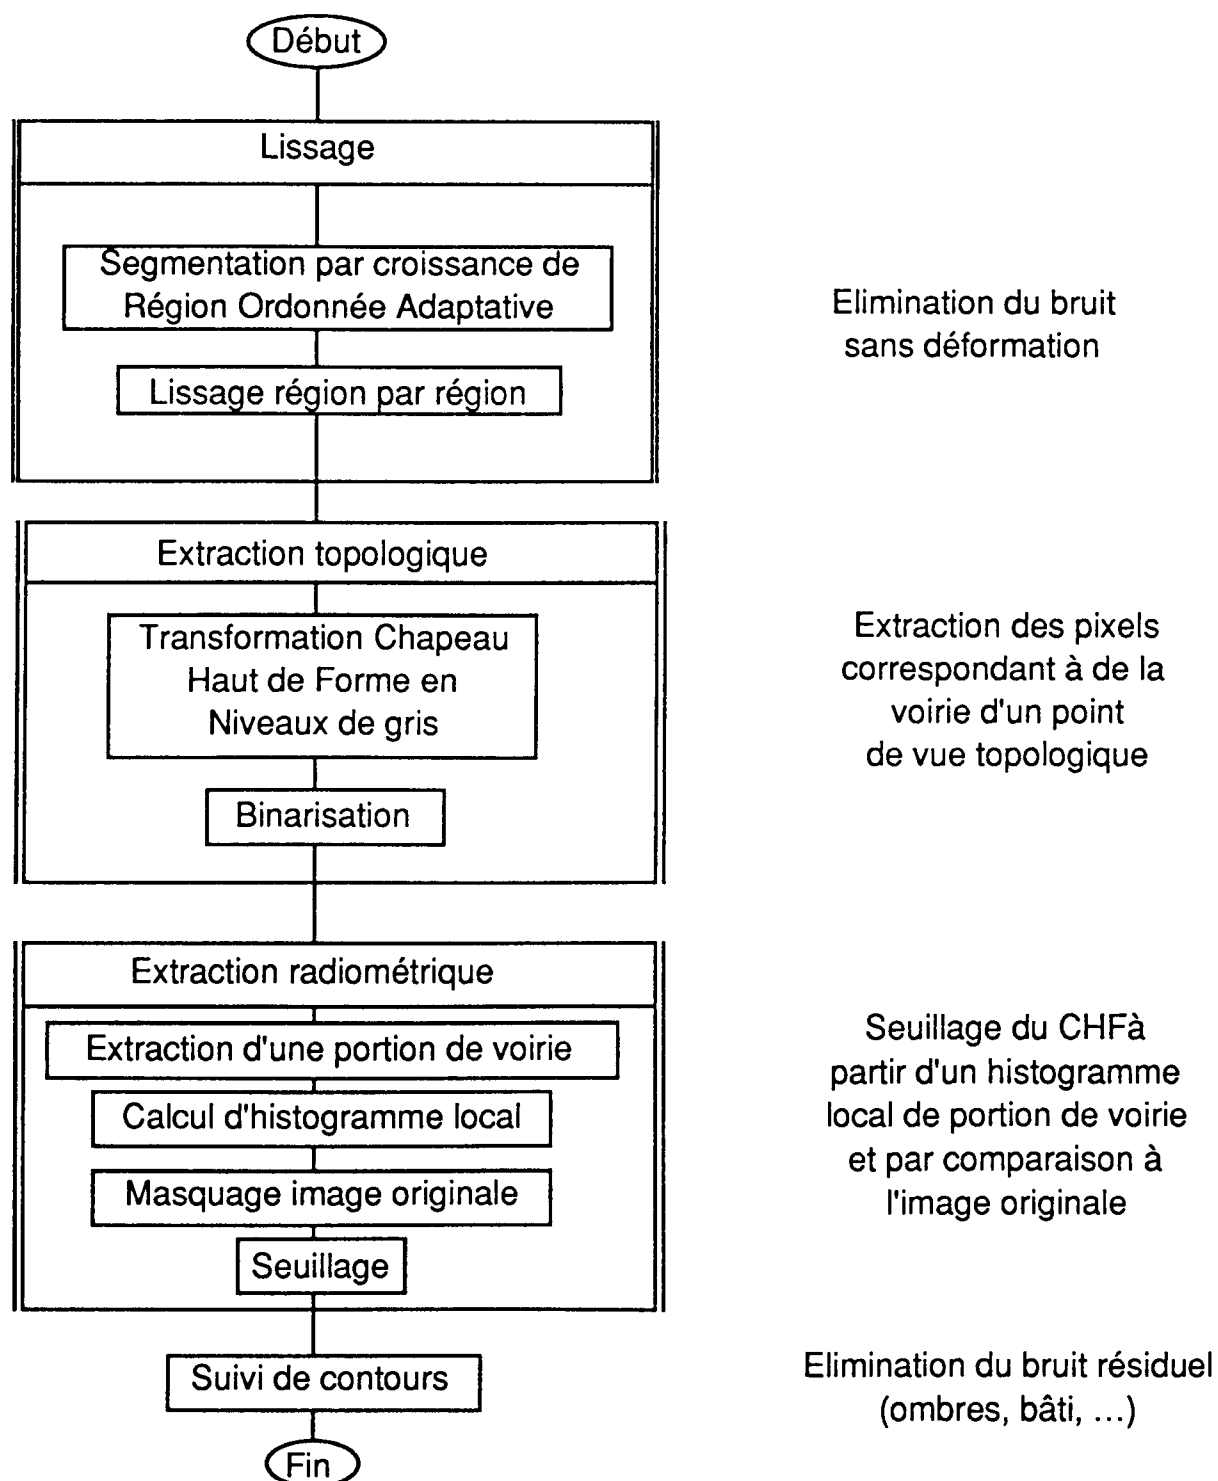 Début
Lissage
Segmentation par croissance de
Région Ordonnée Adaptative
Lissage région par région
Elimination du bruit
sans déformation
Extraction topologique
Transformation Chapeau
Haut de Forme en
Niveaux de gris
Binarisation
Extraction des pixels
correspondant à de la
voirie d'un point
de vue topologique
Extraction radiométrique
Extraction d'une portion de voirie
Calcul d'histogramme local
Masquage image originale
Seuillage
Seuillage du CHFà
partir d'un histogramme
local de portion de voirie
et par comparaison à
l'image originale
Suivi de contours
Elimination du bruit résiduel
(ombres, bâti, ...)
Fin